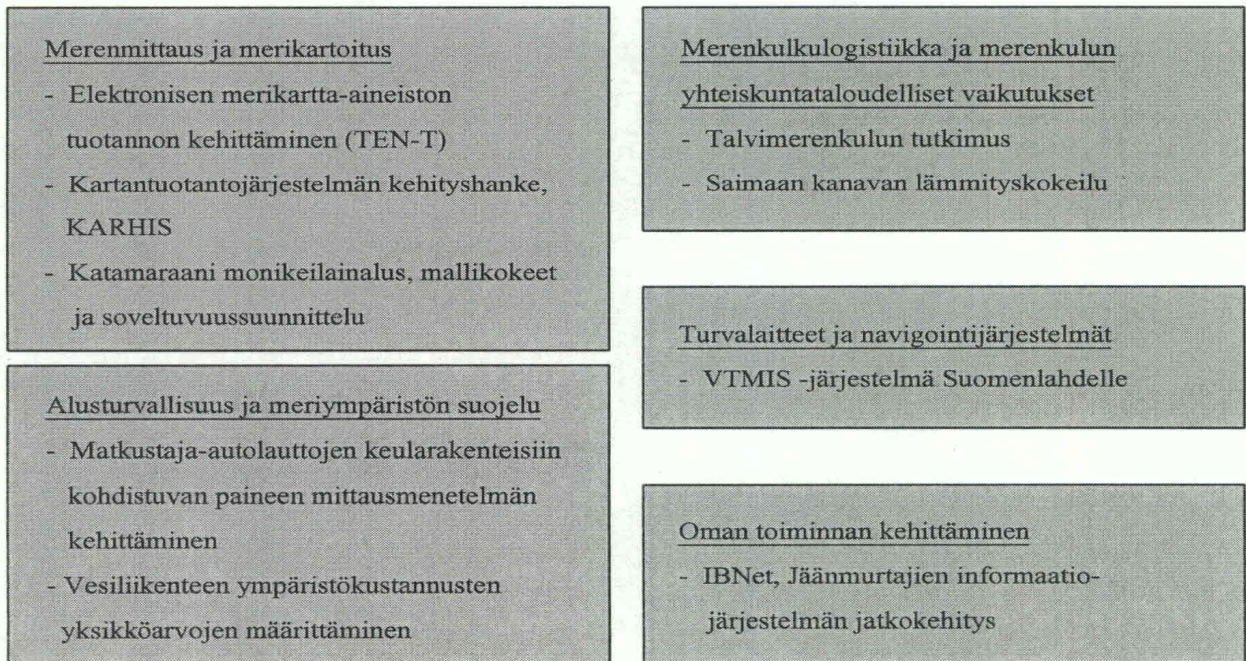 Merenmittaus ja merikartoitus
- Elektronisen merikartta-aineiston
tuotannon kehittäminen (TEN-T)
- Kartantuotantojärjestelmän kehityshanke,
KARHIS
- Katamaraani monikeilainalus, mallikokeet
ja soveltuvuussuunnittelu
Alusturvallisuus ja meriympäristön suojelu
- Matkustaja-autolauttojen keularakenteisiin
kohdistuvan paineen mittausmenetelmän
kehittäminen
- Vesiliikenteen ympäristökustannusten
yksikköarvojen määrittäminen
Merenkulkulogistiikka ja merenkulun
yhteiskuntataloudelliset vaikutukset
- Talvimerenkulun tutkimus
- Saimaan kanavan lämmityskokeilu
Turvalaitteet ja navigointijärjestelmät
- VTMIS -järjestelmä Suomenlahdelle
Oman toiminnan kehittäminen
- IBNet, Jäänmurtajien informaatio-
järjestelmän jatkokehitys